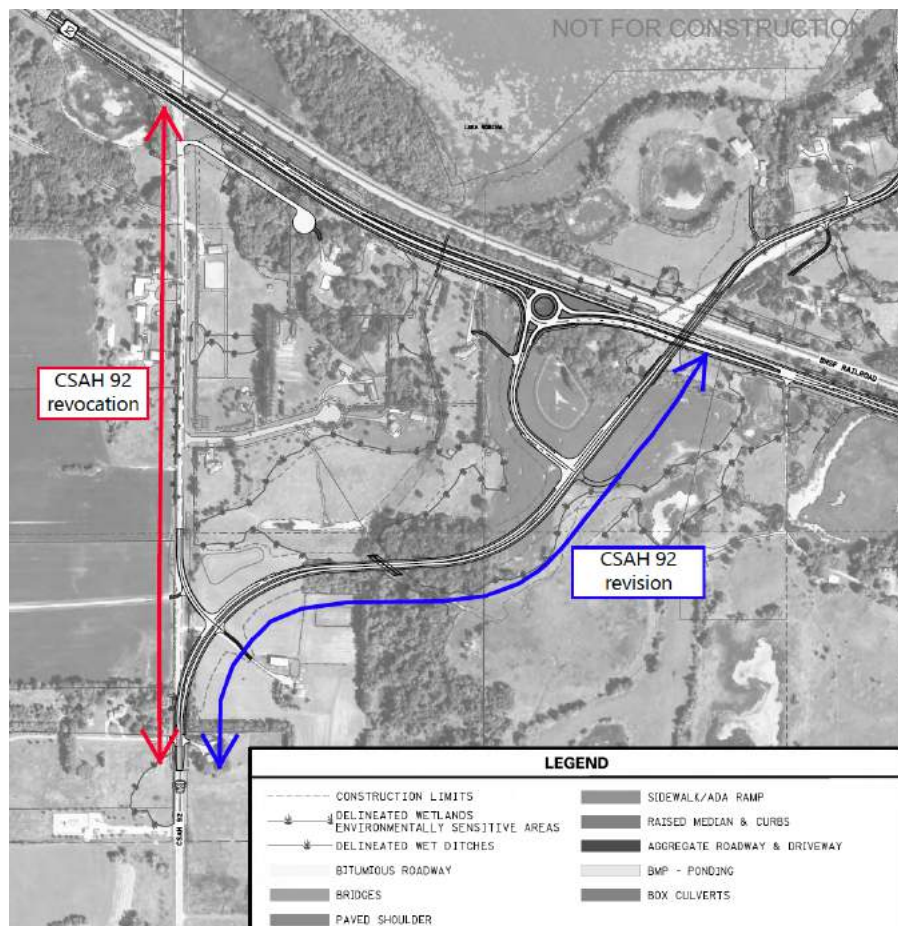 NOT FOR CONSTRUCTION
12
CSAH 92
revocation
BNSF RAILROAD
CSAH 92
revision
CSAH 92
LEGEND
CONSTRUCTION LIMITS
DELINEATED WETLANDS
ENVIRONMENTALLY SENSITIVE AREAS
DELINEATED WET DITCHES
BITUMIOUS ROADWAY
BRIDGES
PAVED SHOULDER
SIDEWALK/ADA RAMP
RAISED MEDIAN & CURBS
AGGREGATE ROADWAY & DRIVEWAY
BMP - PONDING
BOX CULVERTS